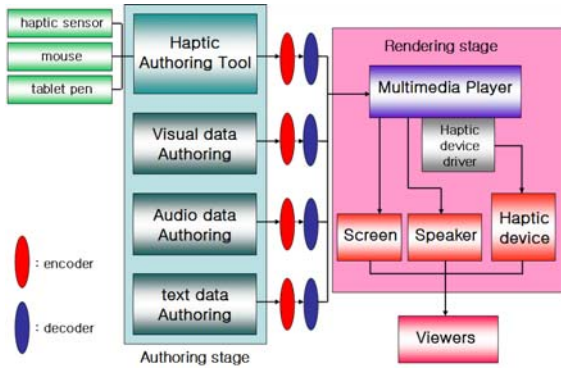 haptic sensor
mouse
tablet pen
Haptic
Authoring Tool
Visual data
Authoring
Audio data
Authoring
text data
Authoring
Authoring stage
: encoder
: decoder
Rendering stage
Multimedia Player
Haptic
device
driver
Screen
Speaker
Haptic
device
Viewers